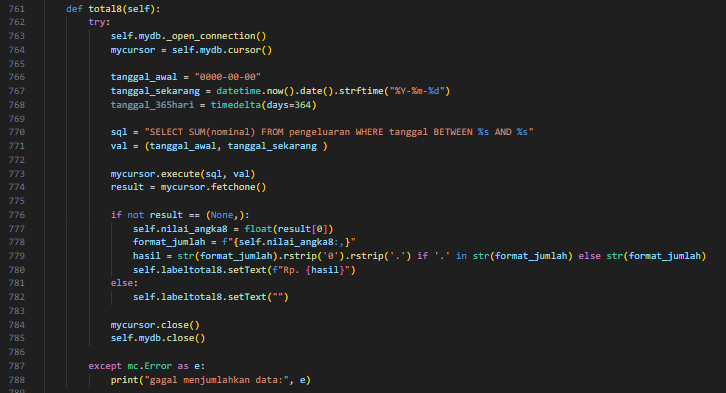 761 def total8(self):
762 try:
763 self.mydb._open_connection()
764 mycursor = self.mydb.cursor()
765
766 tanggal_awal = "0000-00-00"
767 tanggal_sekarang = datetime.now().date().strftime("%Y-%m-%d")
768 tanggal_365hari = timedelta(days=364)
769
770 sql = "SELECT SUM(nominal) FROM pengeluaran WHERE tanggal BETWEEN %s AND %s"
771 val = (tanggal_awal, tanggal_sekarang )
772
773 mycursor.execute(sql, val)
774 result = mycursor.fetchone()
775
776 if not result == (None,):
777 self.nilai_angka8 = float(result[0])
778 format_jumlah = f"{self.nilai_angka8:,}"
779 hasil = str(format_jumlah).rstrip('0').rstrip('.') if '.' in str(format_jumlah) else str(format_jumlah)
780 self.labeltotal8.setText(f"Rp. {hasil}")
781 else:
782 self.labeltotal8.setText("")
783
784 mycursor.close()
785 self.mydb.close()
786
787 except mc.Error as e:
788 print("gagal menjumlahkan data:", e)
789